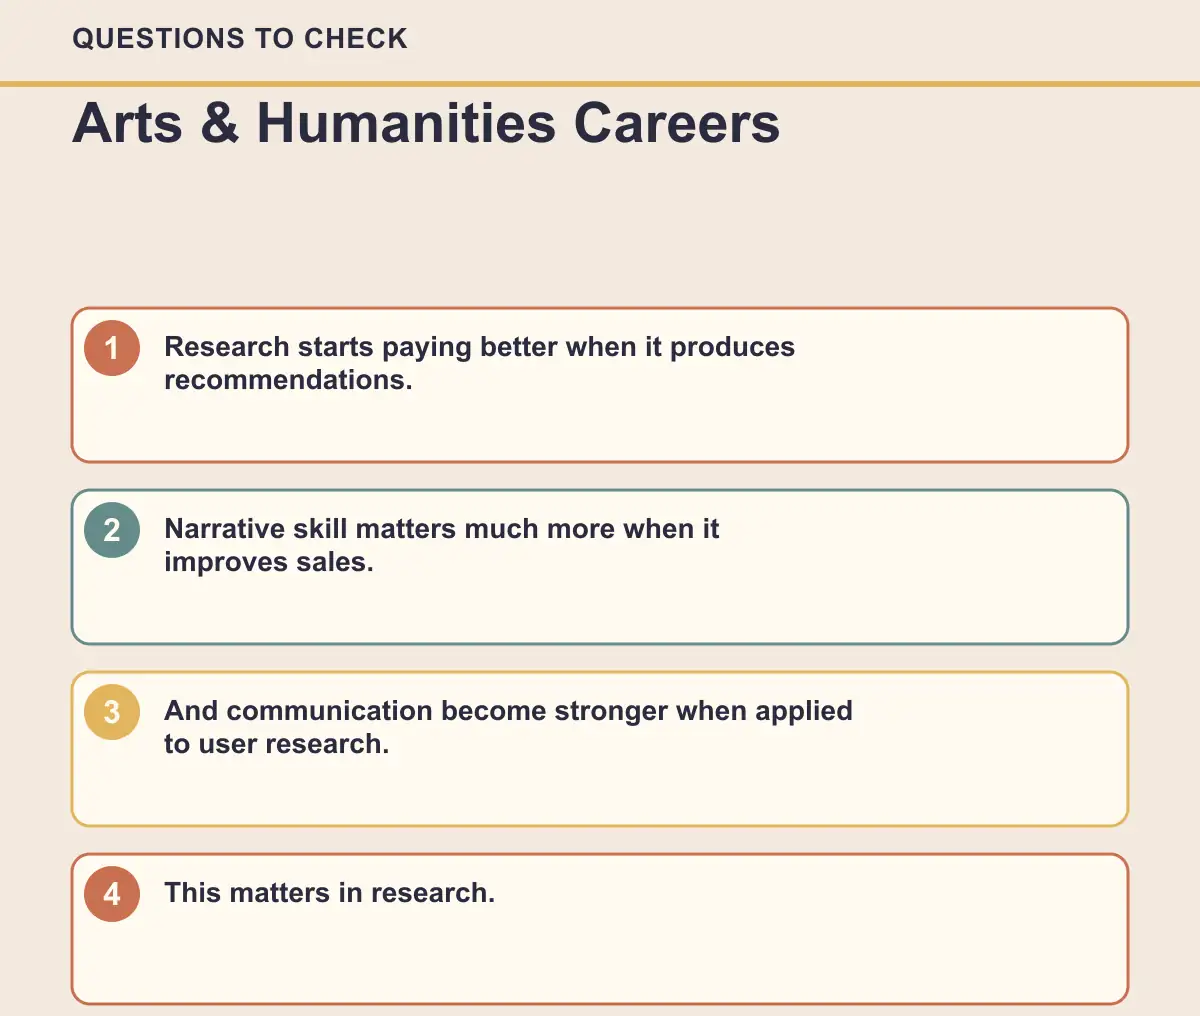 QUESTIONS TO CHECK
Arts & Humanities Careers
1
Research starts paying better when it produces
recommendations.
2
Narrative skill matters much more when it
improves sales.
3
And communication become stronger when applied
to user research.
4
This matters in research.